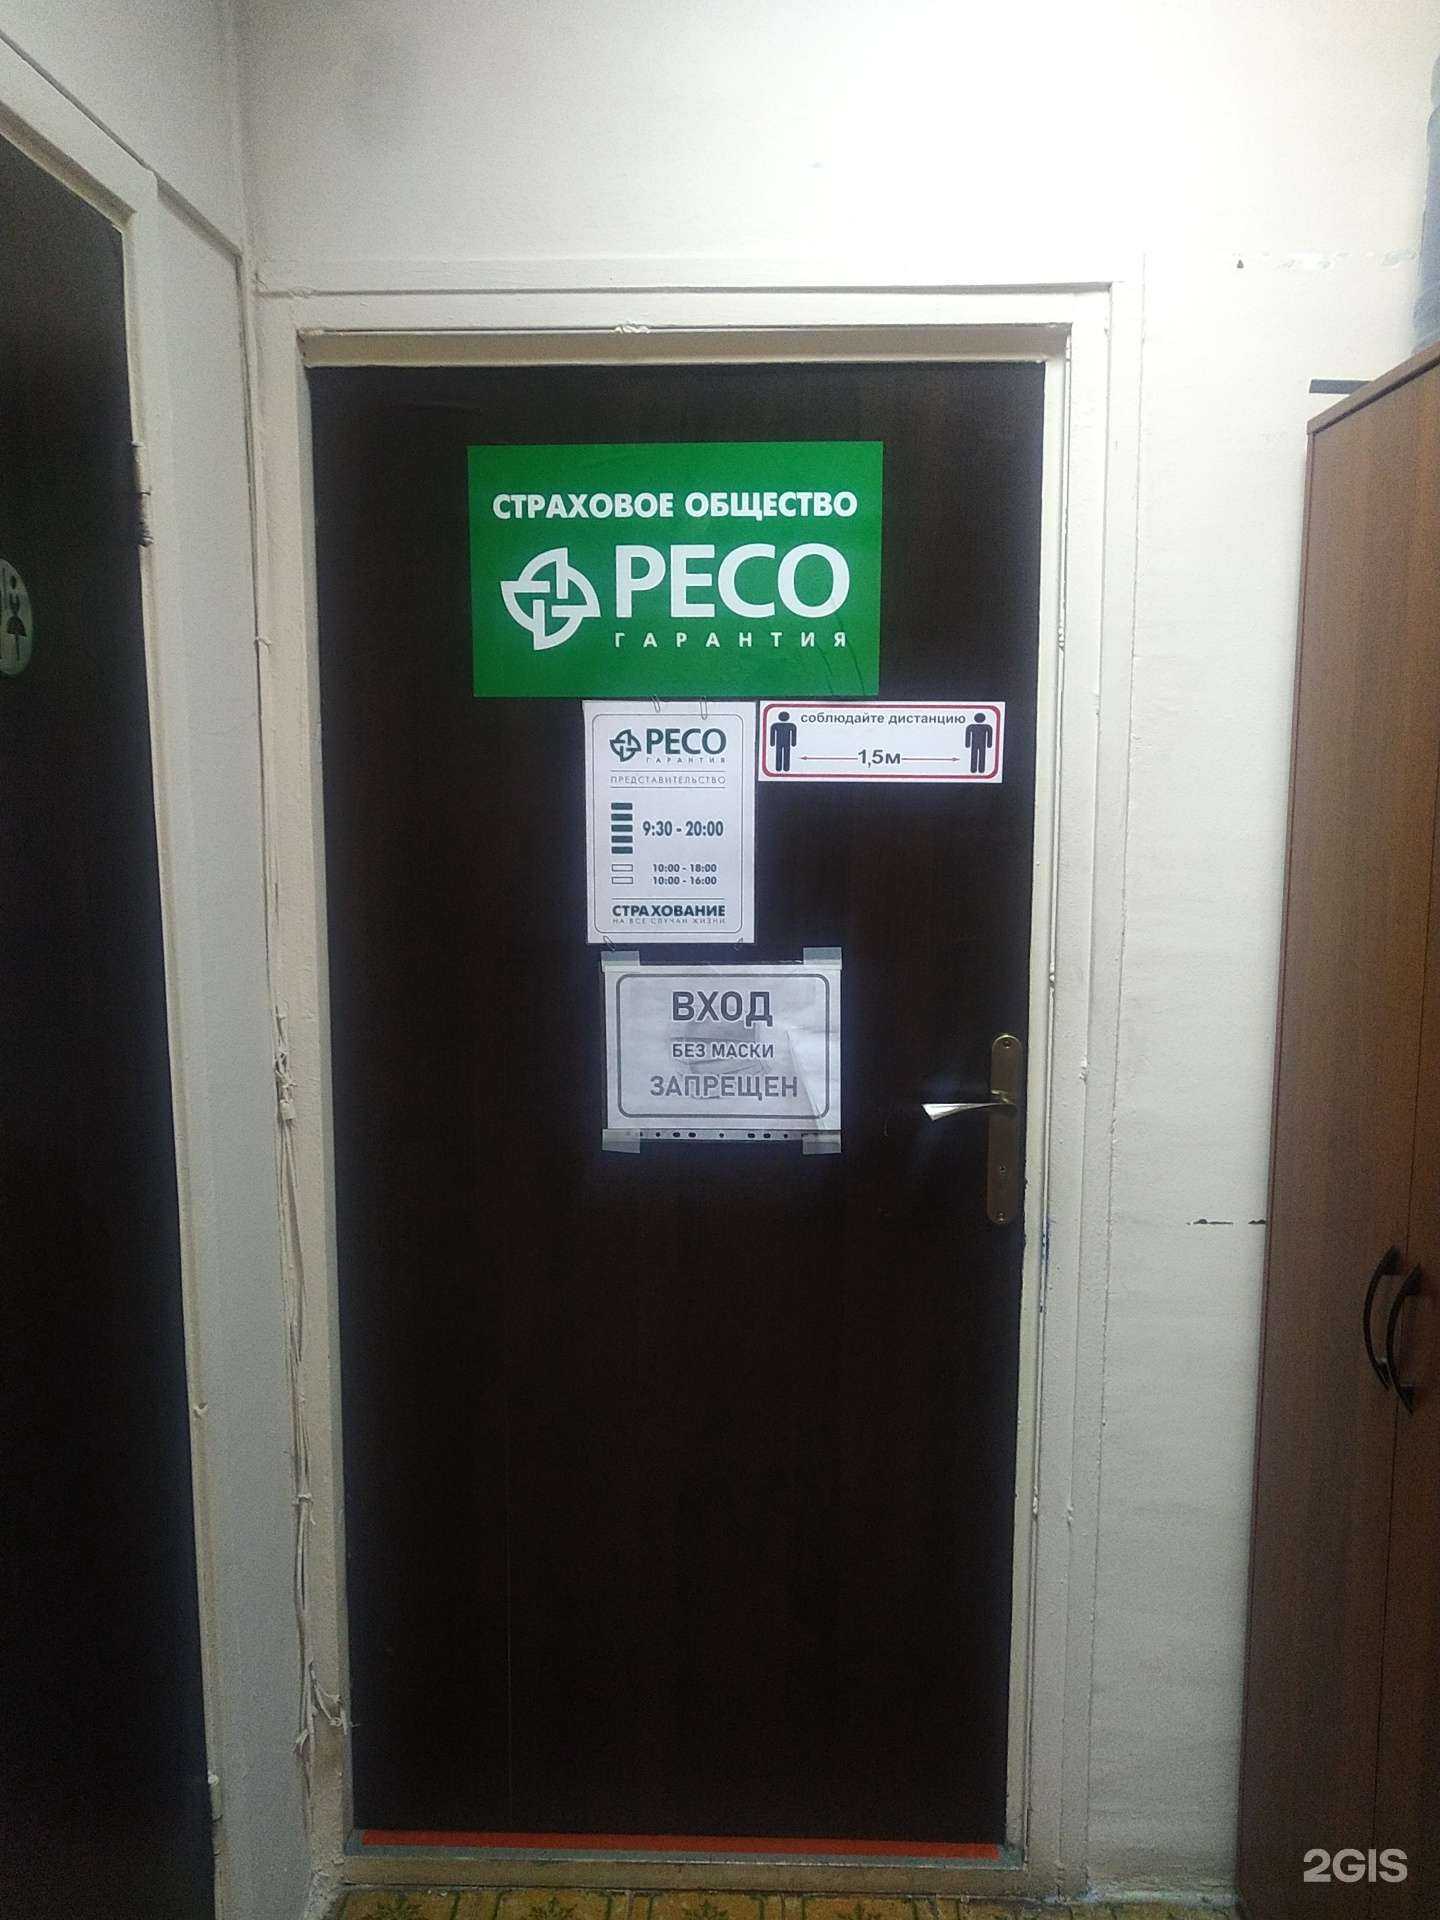 СТРАХОВОЕ ОБЩЕСТВО
РЕСО
ГАРАНТИЯ
РЕСО
ГАРАНТИЯ
ПРЕДСТАВИТЕЛЬСТВО
9:30 - 20:00
10:00 - 18:00
10:00 - 16:00
СТРАХОВАНИЕ
НА ВСЕ СЛУЧАИ ЖИЗНИ
соблюдайте дистанцию
1,5м
ВХОД
БЕЗ МАСКИ
ЗАПРЕЩЕН
2GIS